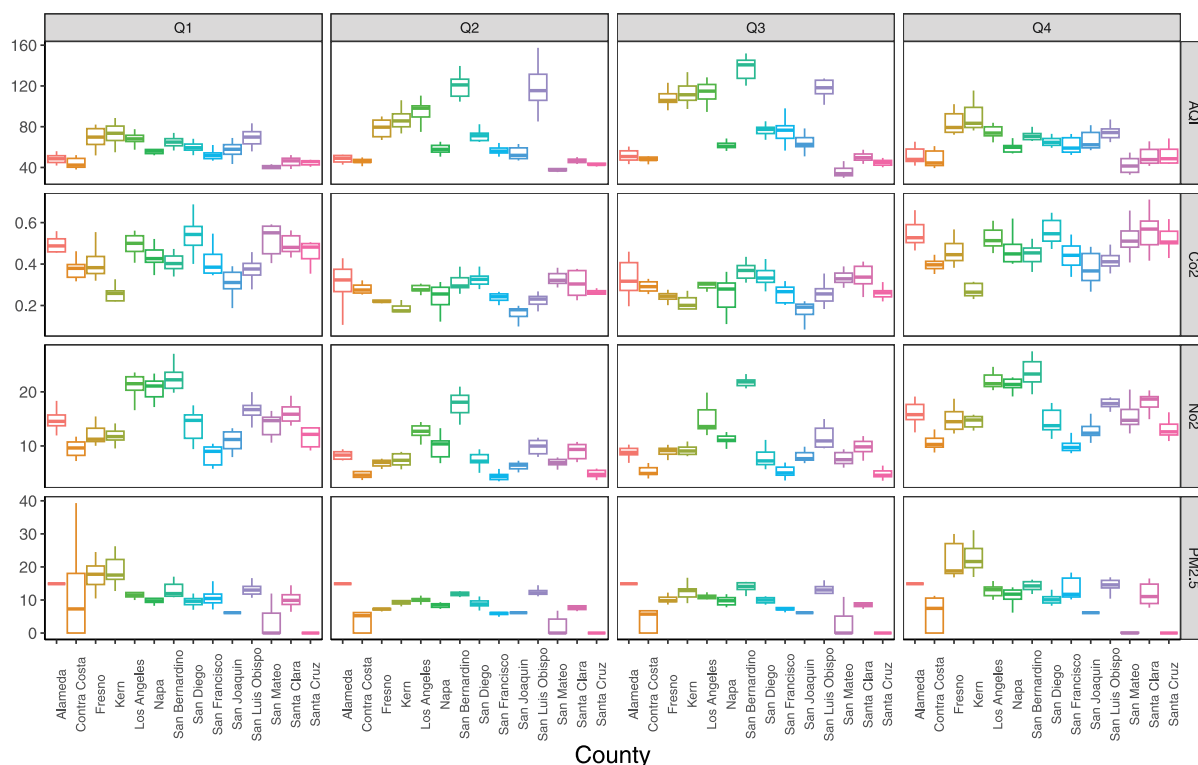 Q1 Q2 Q3 Q4
160
120
80
40
AQI
0.6
0.4
0.2
Co2
20
10
No2
40
30
20
10
0
PM2.5
Alameda Contra Costa Fresno Kern Los Angeles Napa San Bernardino San Diego San Francisco San Joaquin San Luis Obispo San Mateo Santa Clara Santa Cruz
Alameda Contra Costa Fresno Kern Los Angeles Napa San Bernardino San Diego San Francisco San Joaquin San Luis Obispo San Mateo Santa Clara Santa Cruz
Alameda Contra Costa Fresno Kern Los Angeles Napa San Bernardino San Diego San Francisco San Joaquin San Luis Obispo San Mateo Santa Clara Santa Cruz
Alameda Contra Costa Fresno Kern Los Angeles Napa San Bernardino San Diego San Francisco San Joaquin San Luis Obispo San Mateo Santa Clara Santa Cruz
County